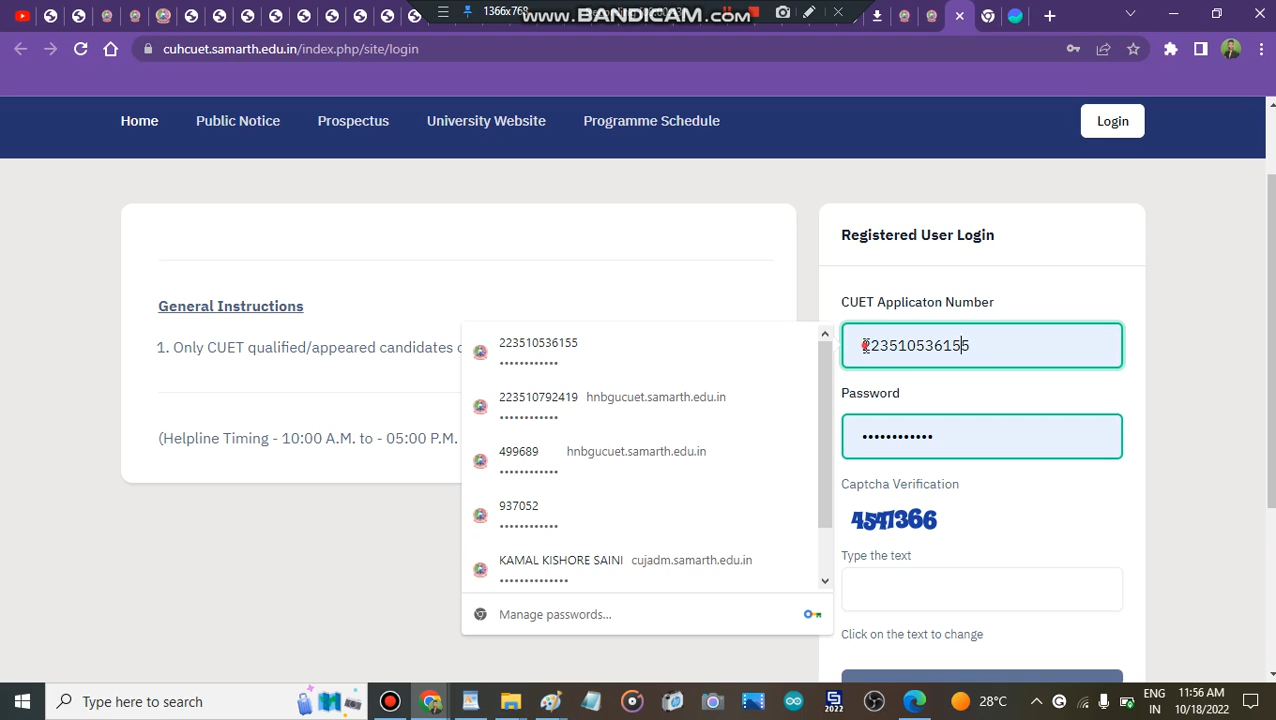 1366x768
www.BANDICAM.com
cuhcuet.samarth.edu.in/index.php/site/login
Home
Public Notice
Prospectus
University Website
Programme Schedule
Login
Registered User Login
General Instructions
CUET Applicaton Number
1. Only CUET qualified/appeared candidates
223510536155
223510536155
••••••••••••
223510792419 hnbgucuet.samarth.edu.in
••••••••••••
Password
••••••••••••
(Helpline Timing - 10:00 A.M. to - 05:00 P.M.
499689 hnbgucuet.samarth.edu.in
••••••••••••
Captcha Verification
4547366
937052
••••••••••••
Type the text
KAMAL KISHORE SAINI cujadm.samarth.edu.in
••••••••••••••
Manage passwords...
Click on the text to change
Type here to search
2022
28°C
ENG
IN
11:56 AM
10/18/2022